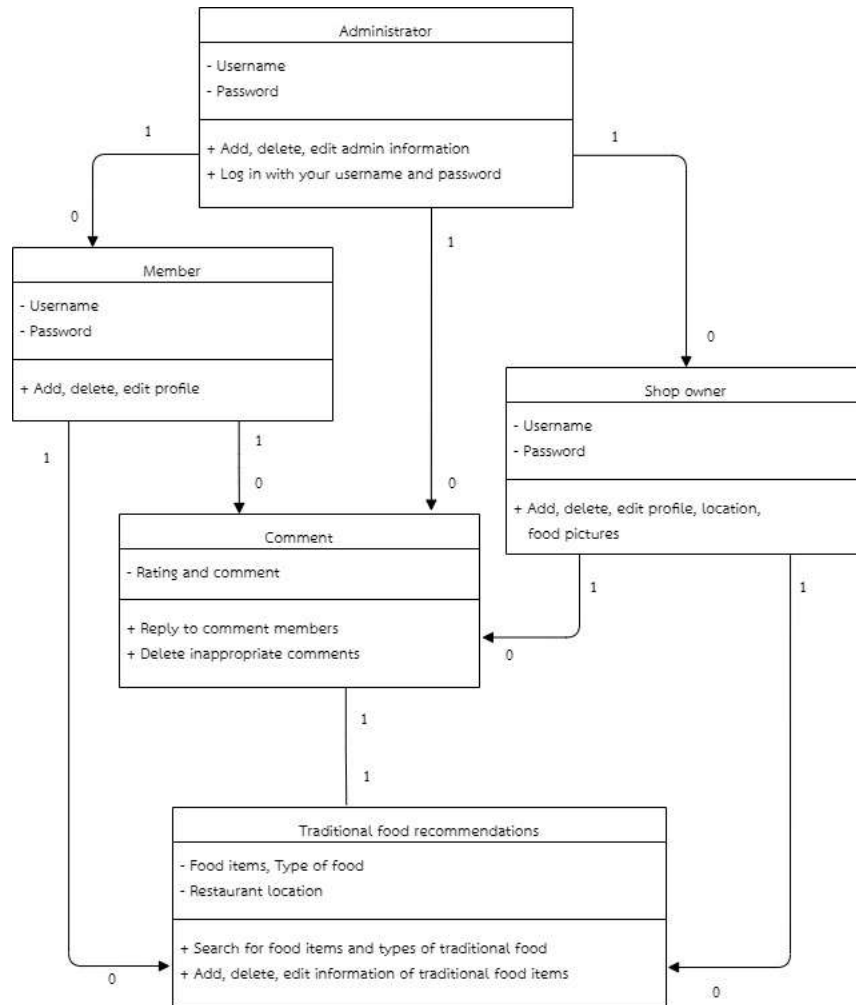 Administrator
- Username
- Password
+ Add, delete, edit admin information
+ Log in with your username and password
1
1
1
0
0
Member
- Username
- Password
+ Add, delete, edit profile
Shop owner
- Username
- Password
+ Add, delete, edit profile, location,
food pictures
1
1
0
0
Comment
- Rating and comment
+ Reply to comment members
+ Delete inappropriate comments
1
1
0
1
1
Traditional food recommendations
- Food items, Type of food
- Restaurant location
+ Search for food items and types of traditional food
+ Add, delete, edit information of traditional food items
0
0